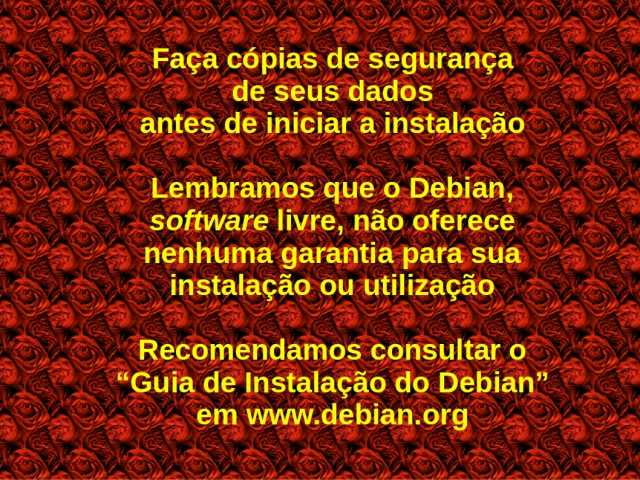 Faça cópias de segurança
de seus dados
antes de iniciar a instalação
Lembramos que o Debian,
software livre, não oferece
nenhuma garantia para sua
instalação ou utilização
Recomendamos consultar o
“Guia de Instalação do Debian”
em www.debian.org